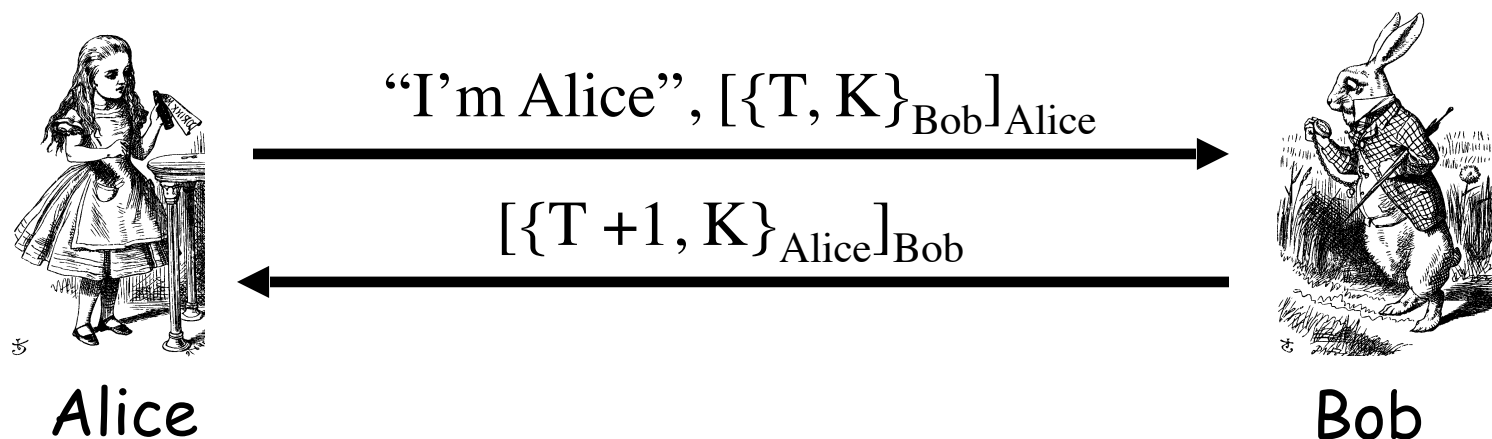 “I’m Alice”, [{T, K}Bob]Alice
[{T +1, K}Alice]Bob
Alice
Bob